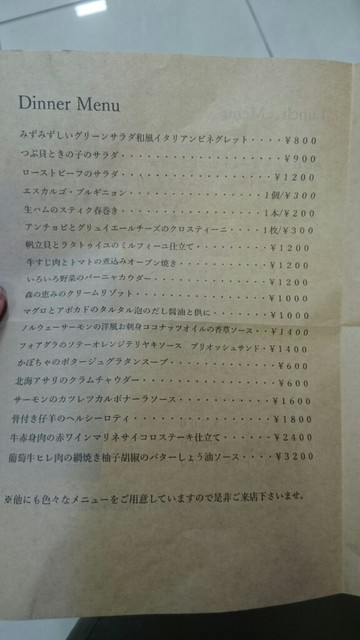 Dinner Menu
みずみずしいグリーンサラダ和風イタリアンビネグレット・・・・¥800
つぶ貝ときの子のサラダ・・・・・・・・・・・・・・・・・・¥900
ローストビーフのサラダ・・・・・・・・・・・・・・・・・・¥1200
エスカルゴ・ブルギニョン・・・・・・・・・・・・・・・・1個/¥300
生ハムのスティク春巻き・・・・・・・・・・・・・・・・・1本/¥200
アンチョビとグリュイエールチーズのクロスティーニ・・・・1枚/¥300
帆立貝とラタトゥイユのミルフィーユ仕立て・・・・・・・・・¥1200
牛すじ肉とトマトの煮込みオーブン焼き・・・・・・・・・・・¥1200
いろいろ野菜のバーニャカウダー・・・・・・・・・・・・・・¥1200
森の恵みのクリームリゾット・・・・・・・・・・・・・・・・¥1000
マグロとアボカドのタルタル泡のだし醤油と供に・・・・・・・¥1000
ノルウェーサーモンの洋風お刺身ココナッツオイルの香草ソース・・・¥1400
フォアグラのソテーオレンジテリヤキソース ブリオッシュサンド・¥1400
かぼちゃのポタージュグラタンスープ・・・・・・・・・・・・¥600
北海アサリのクラムチャウダー・・・・・・・・・・・・・・・¥600
サーモンのカツレツカルボナーラソース・・・・・・・・・・・¥1600
骨付き仔羊のヘルシーロティ・・・・・・・・・・・・・・・・¥1800
牛赤身肉の赤ワインマリネサイコロステーキ仕立て・・・・・・¥2400
葡萄牛ヒレ肉の網焼き柚子胡椒のバターしょう油ソース・・・・¥3200
※他にも色々なメニューをご用意していますので是非ご来店下さいませ。